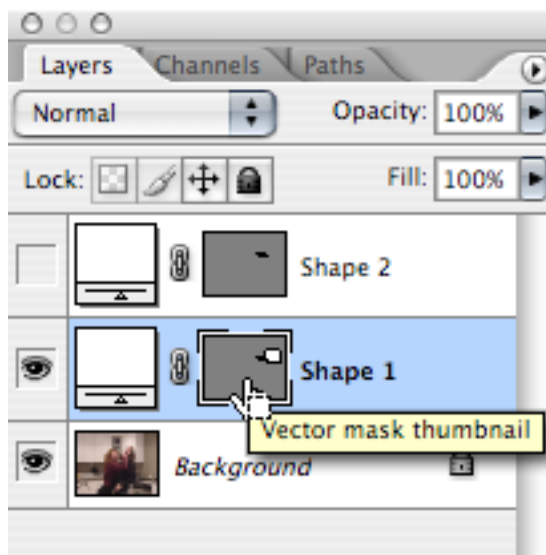 Layers Channels Paths
Normal Opacity: 100%
Lock: Fill: 100%
Shape 2
Shape 1
Vector mask thumbnail
Background